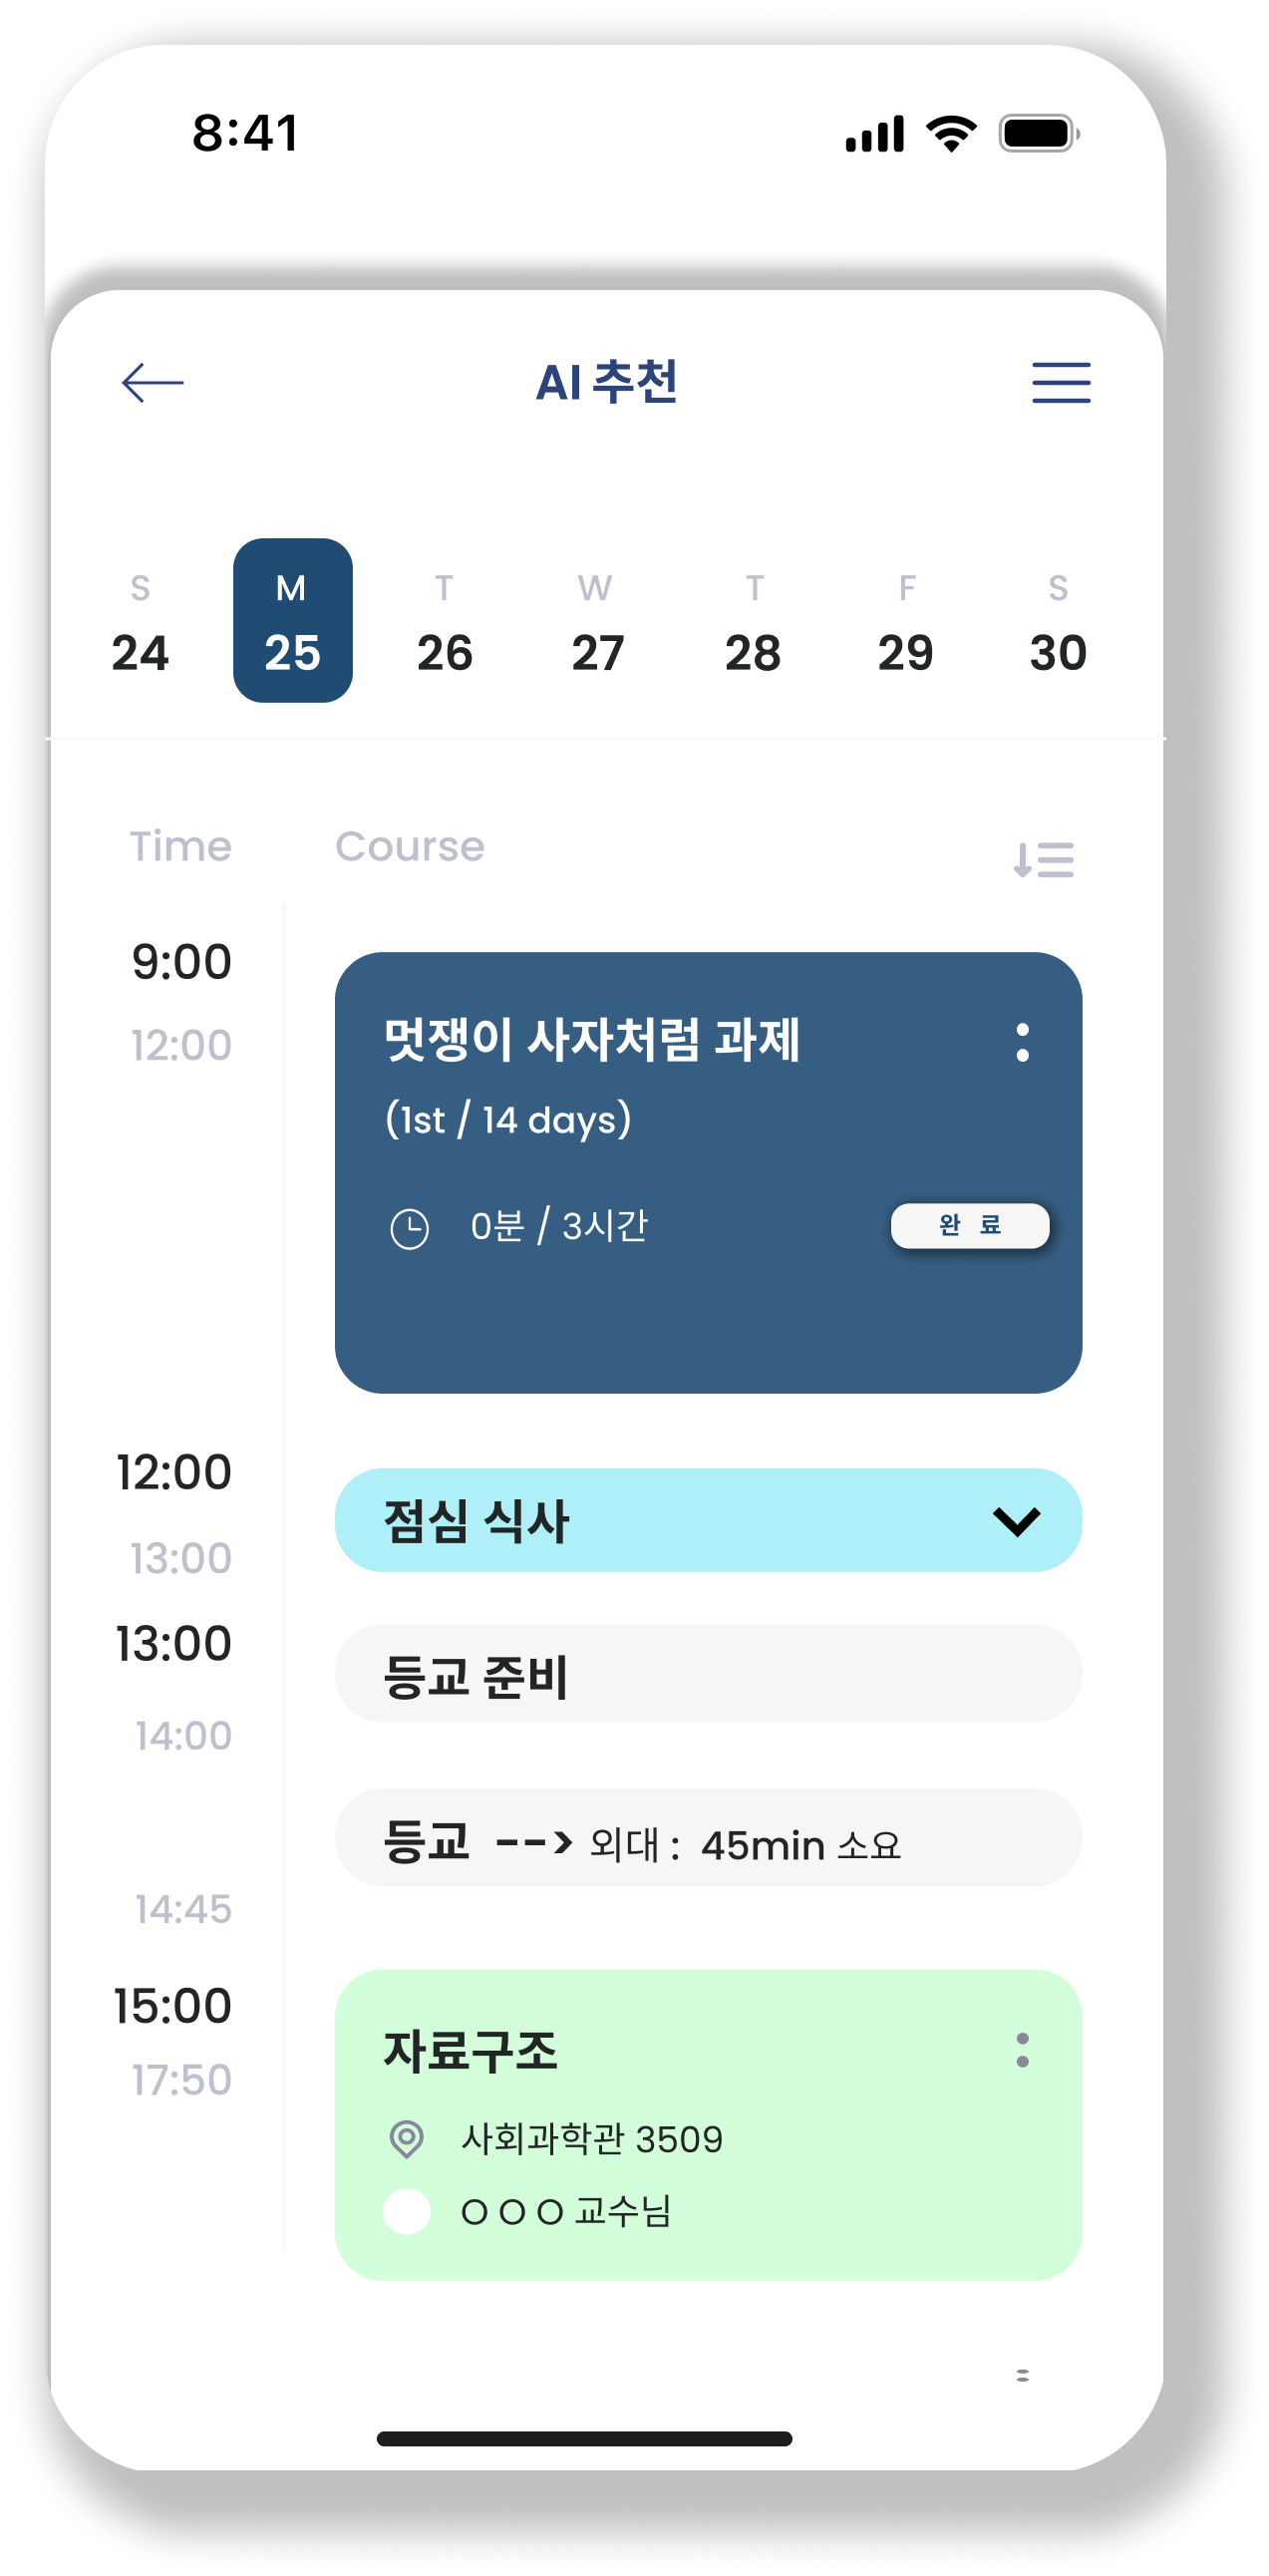 8:41
AI 추천
S M T W T F S
24 25 26 27 28 29 30
Time Course
9:00
12:00
멋쟁이 사자처럼 과제
(1st / 14 days)
0분 / 3시간
완 료
12:00
13:00
점심 식사
13:00
14:00
등교 준비
등교 --> 외대 : 45min 소요
14:45
15:00
17:50
자료구조
사회과학관 3509
O O O 교수님